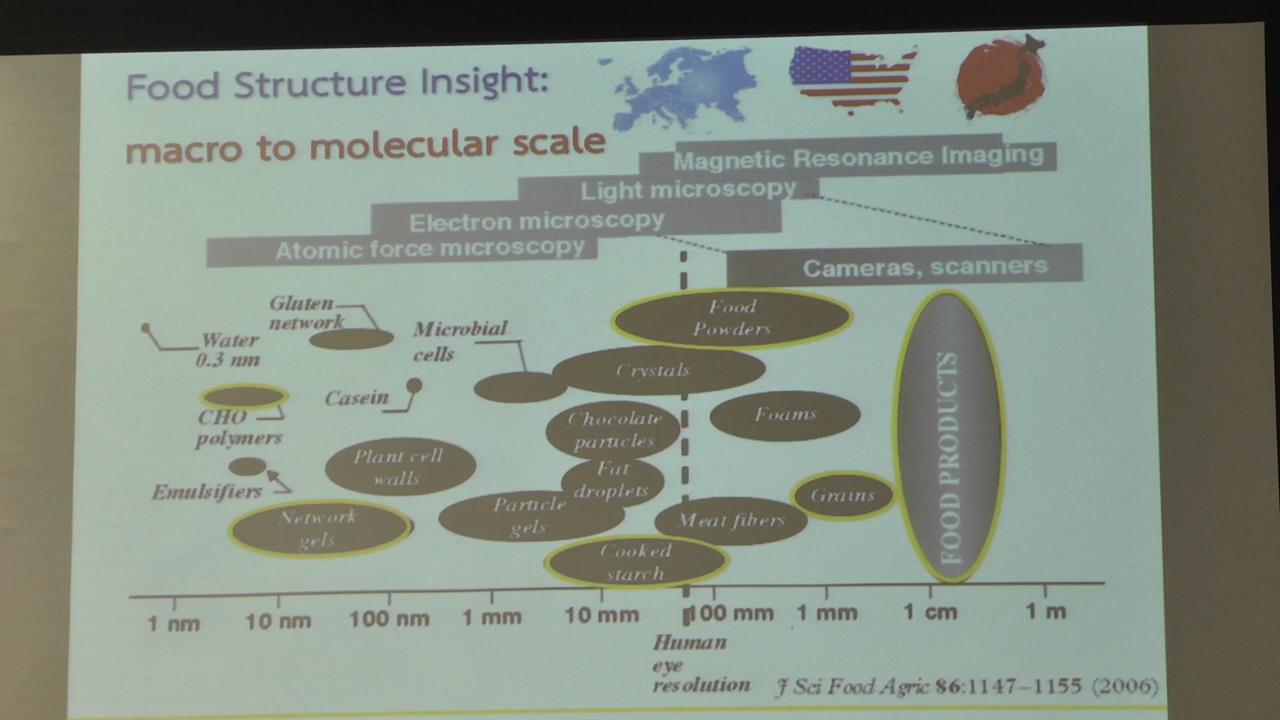 Food Structure Insight:
macro to molecular scale
Magnetic Resonance Imaging
Light microscopy
Electron microscopy
Atomic force microscopy
Cameras, scanners
Gluten
network
Water
0.3 nm
Microbial
cells
Food
Powders
Crystals
CHO
polymers
Casein
Chocolate
particles
Foams
Plant cell
walls
Fat
droplets
Emulsifiers
Particle
gels
Grains
Network
gels
Meat fibers
Cooked
starch
FOOD PRODUCTS
1 nm
10 nm
100 nm
1 mm
10 mm
100 mm
1 mm
1 cm
1 m
Human
eye
resolution
J Sci Food Agric 86:1147–1155 (2006)